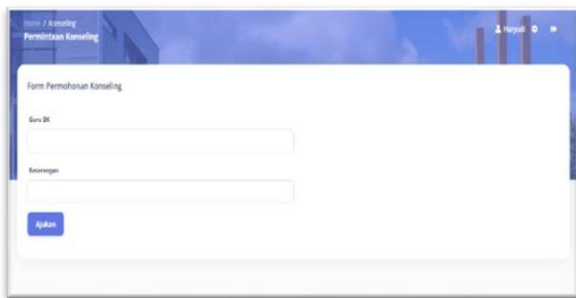 Home / Konseling
Permintaan Konseling
Haryadi
Form Permohonan Konseling
Guru BK
Keterangan
Ajukan